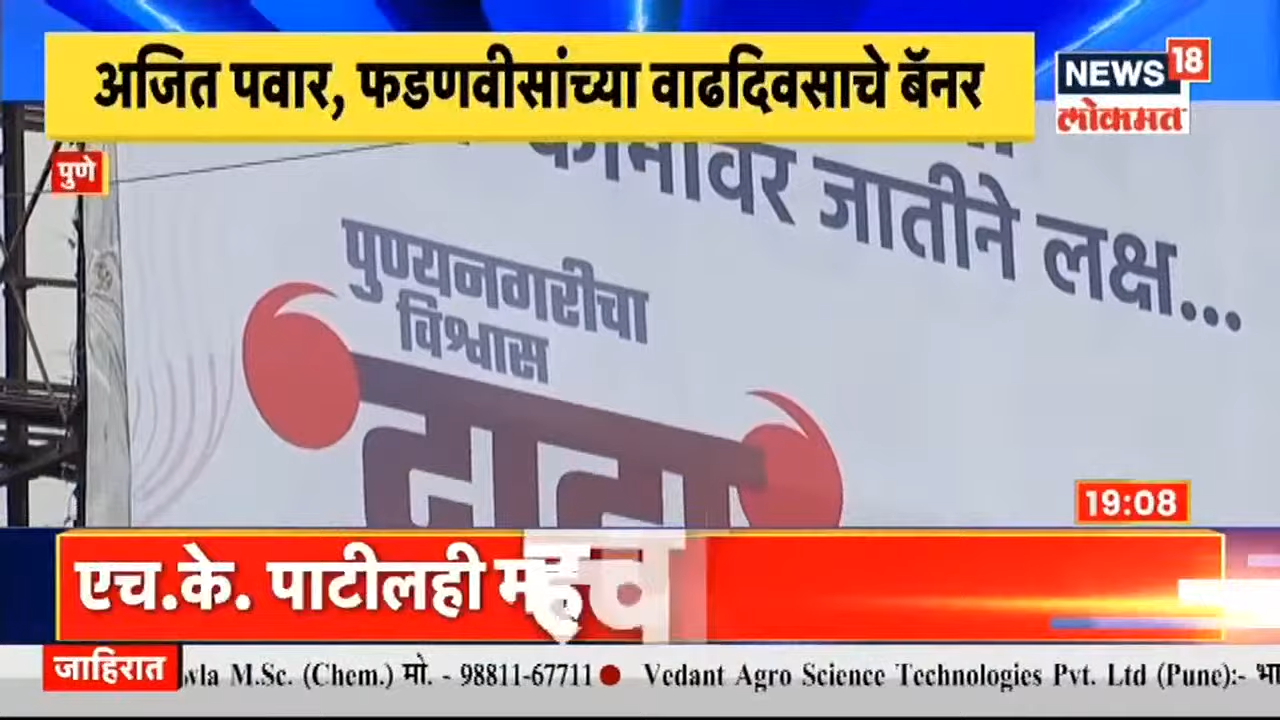 अजित पवार, फडणवीसांच्या वाढदिवसाचे बॅनर
NEWS 18
लोकमत
पुणे
जातीने लक्ष...
पुण्यनगरीचा
विश्वास
दादा
19:08
एच.के. पाटीलही
जाहिरात
M.Sc. (Chem.) मो. - 98811-67711 ● Vedant Agro Science Technologies Pvt. Ltd (Pune):-